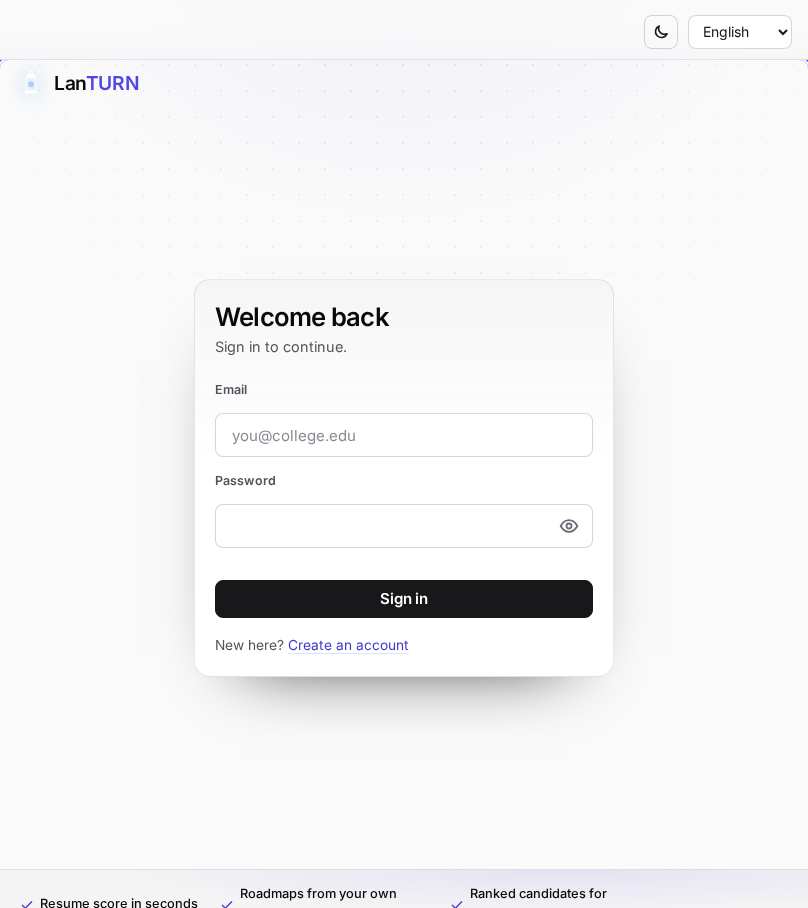 English
LanTURN
Welcome back
Sign in to continue.
Email
you@college.edu
Password
Sign in
New here? Create an account
Resume score in seconds
Roadmaps from your own
Ranked candidates for